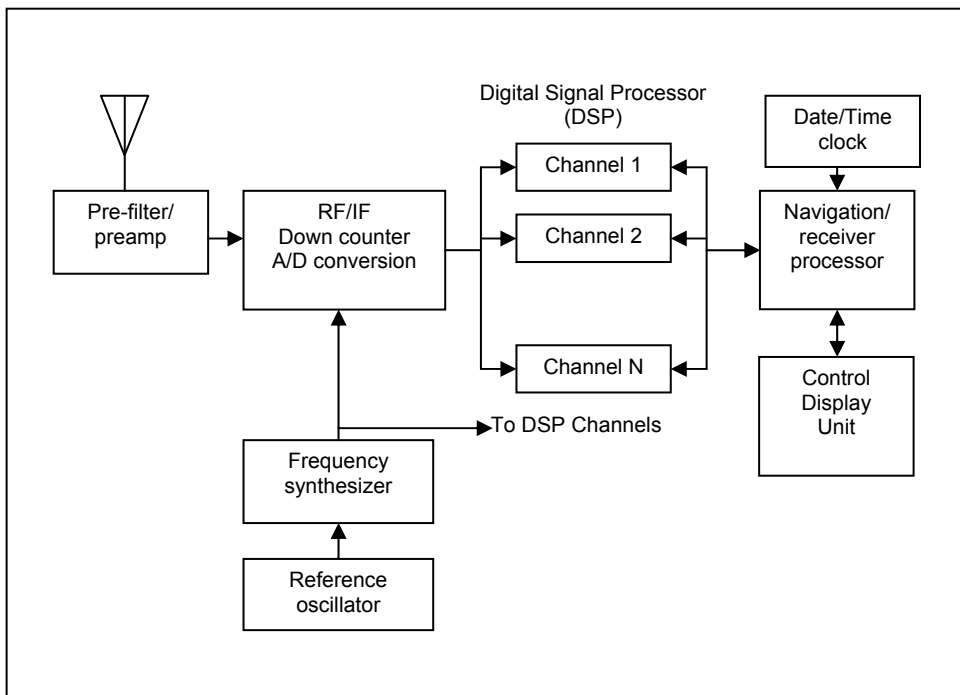 Digital Signal Processor
(DSP)
Date/Time
clock
Channel 1
Pre-filter/
preamp
RF/IF
Down counter
A/D conversion
Navigation/
receiver
processor
Channel 2
Channel N
Control
Display
Unit
To DSP Channels
Frequency
synthesizer
Reference
oscillator